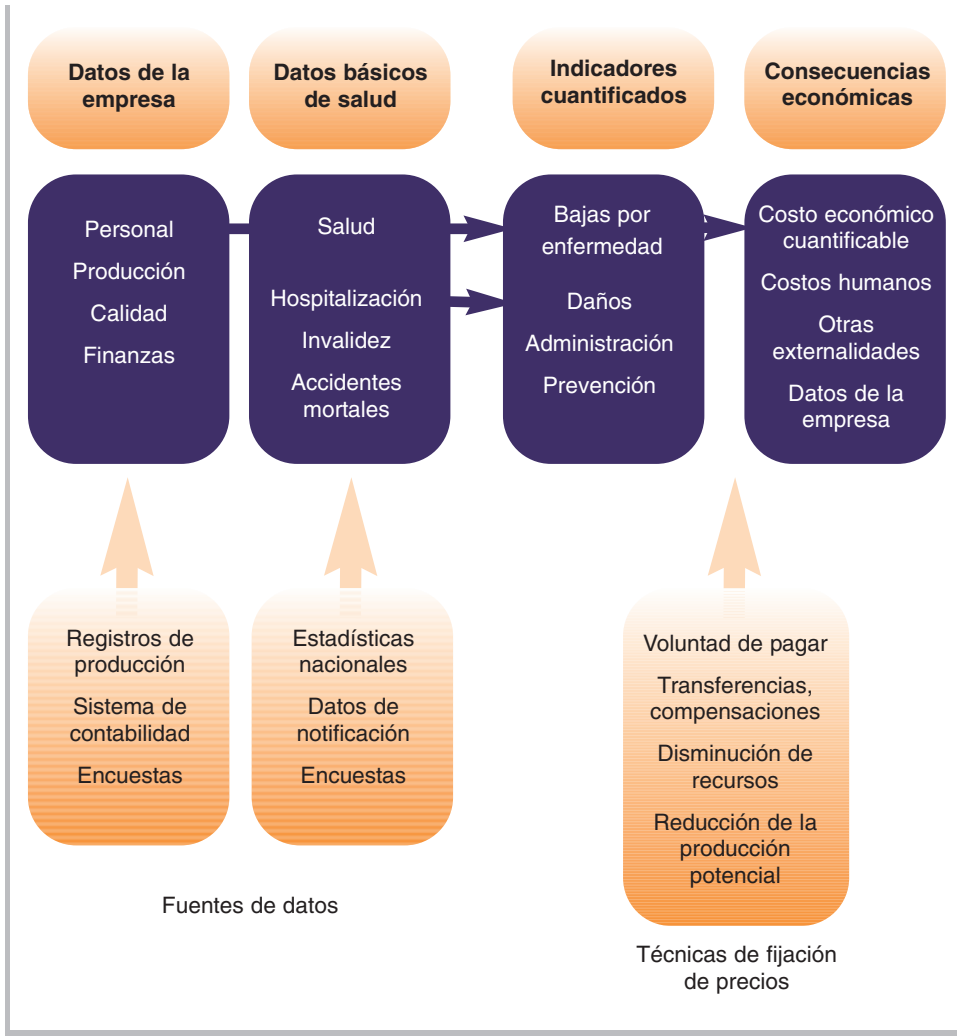 Datos de la
empresa
Datos básicos
de salud
Indicadores
cuantificados
Consecuencias
económicas
Personal
Producción
Calidad
Finanzas
Salud
Hospitalización
Invalidez
Accidentes
mortales
Bajas por
enfermedad
Daños
Administración
Prevención
Costo económico
cuantificable
Costos humanos
Otras
externalidades
Datos de la
empresa
Registros de
producción
Sistema de
contabilidad
Encuestas
Estadísticas
nacionales
Datos de
notificación
Encuestas
Fuentes de datos
Voluntad de pagar
Transferencias,
compensaciones
Disminución de
recursos
Reducción de la
producción
potencial
Técnicas de fijación
de precios